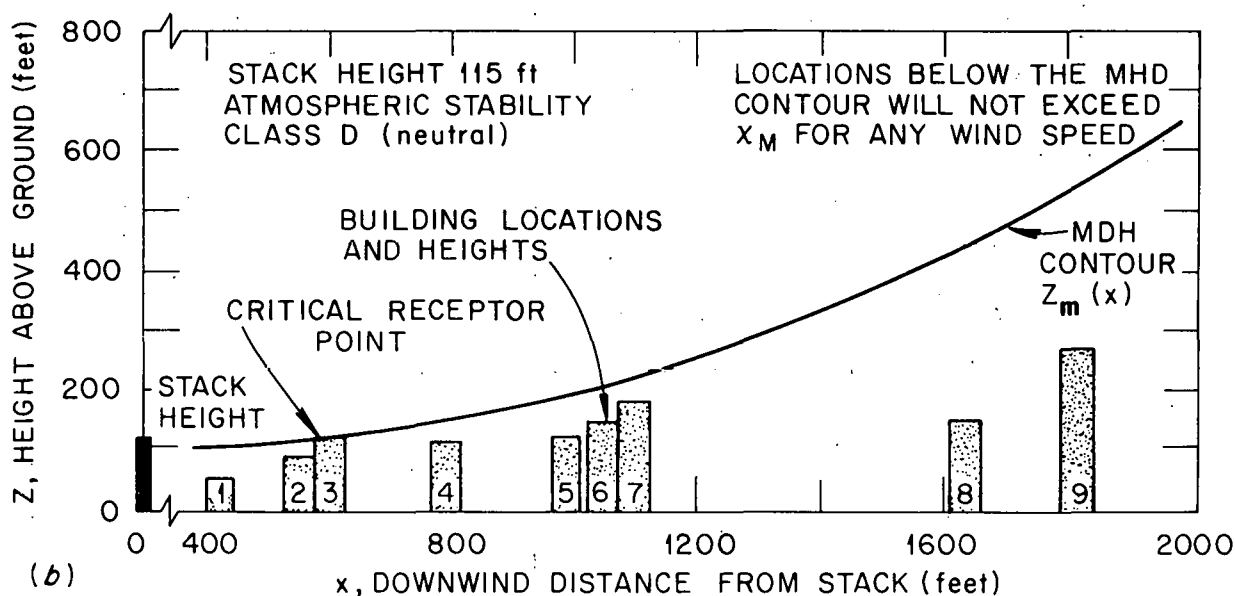 Z, HEIGHT ABOVE GROUND (feet)
800
600
400
200
0
STACK HEIGHT 115 ft
ATMOSPHERIC STABILITY
CLASS D (neutral)
LOCATIONS BELOW THE MHD
CONTOUR WILL NOT EXCEED
χM FOR ANY WIND SPEED
BUILDING LOCATIONS
AND HEIGHTS
MDH
CONTOUR
Zm (x)
CRITICAL RECEPTOR
POINT
STACK
HEIGHT
1 2 3 4 5 6 7 8 9
0 400 800 1200 1600 2000
(b) x, DOWNWIND DISTANCE FROM STACK (feet)